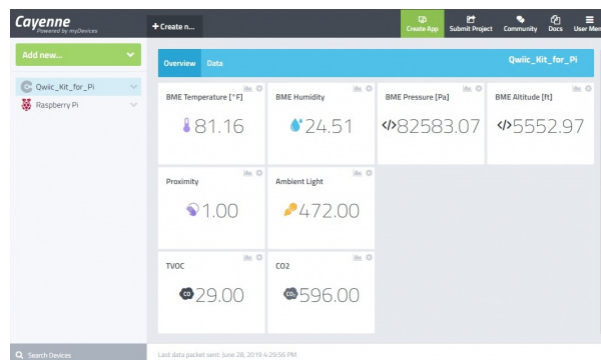 Cayenne
Powered by myDevices
+ Create n...
Create App
Submit Project
Community
Docs
User Men
Add new...
Qwiic_Kit_for_Pi
Raspberry Pi
Overview Data
Qwiic_Kit_for_Pi
BME Temperature [°F]
81.16
BME Humidity
24.51
BME Pressure [Pa]
</>82583.07
BME Altitude [ft]
</>5552.97
Proximity
1.00
Ambient Light
472.00
TVOC
CO
29.00
CO2
CO₂
596.00
Search Devices
Last data packet sent: June 28, 2019 4:29:56 PM